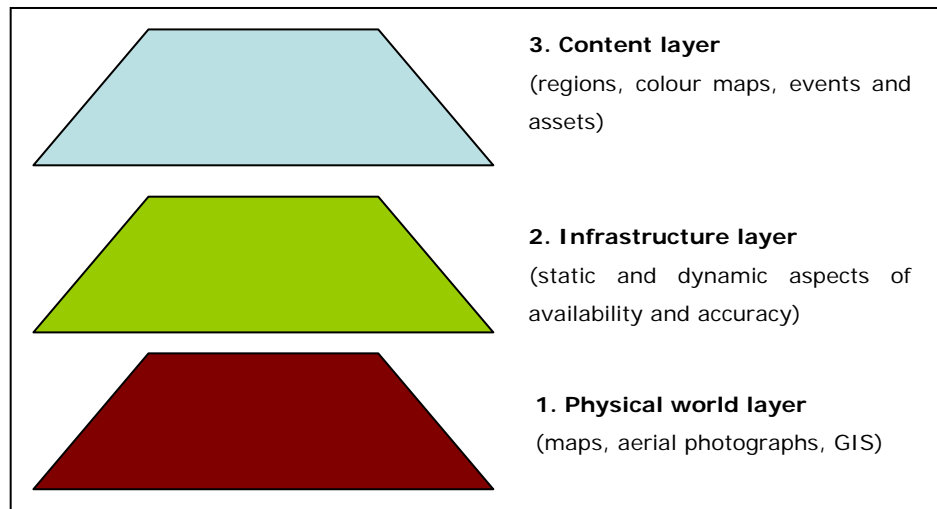 3. Content layer
(regions, colour maps, events and
assets)
2. Infrastructure layer
(static and dynamic aspects of
availability and accuracy)
1. Physical world layer
(maps, aerial photographs, GIS)